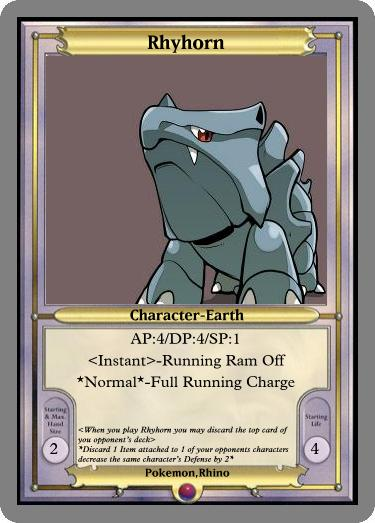 Rhyhorn
Character-Earth
AP:4/DP:4/SP:1
<Instant>-Running Ram Off
*Normal*-Full Running Charge
Starting
& Max.
Hand
Size
2
<When you play Rhyhorn you may discard the top card of
you opponent's deck>
*Discard 1 Item attached to 1 of your opponents characters
decrease the same character's Defense by 2*
Starting
Life
4
Pokemon,Rhino